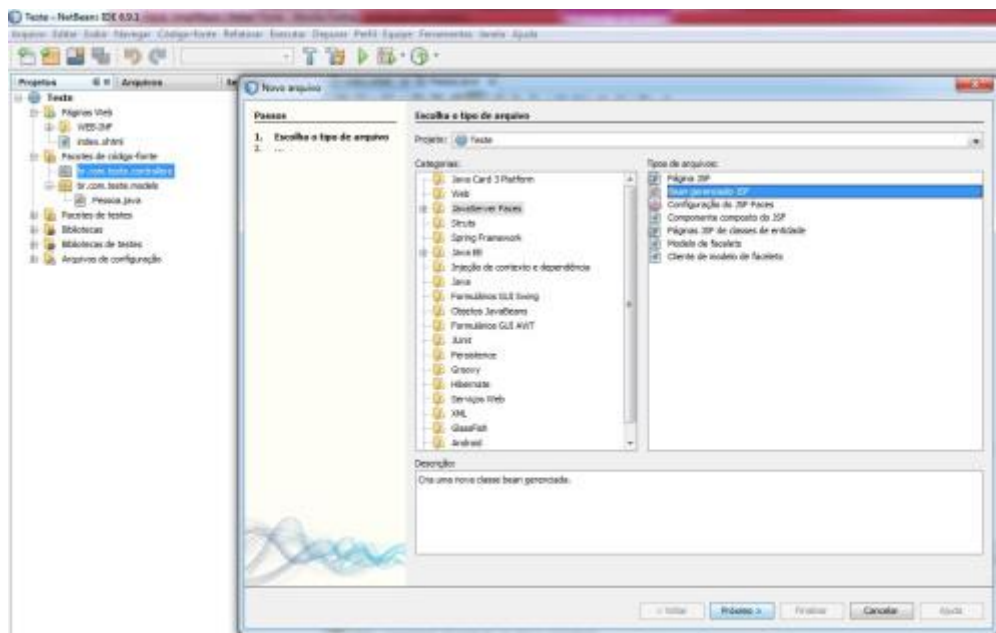 Teste - NetBeans IDE 6.9.1
Arquivo Editar Exibir Navegar Código-fonte Refatorar Executar Depurar Perfil Equipe Ferramentas Janela Ajuda
Projetos Arquivos
Teste
Páginas Web
WEB-INF
index.xhtml
Pacotes de código-fonte
br.com.teste.controllers
br.com.teste.models
Pessoa.java
Pacotes de testes
Bibliotecas
Bibliotecas de testes
Arquivos de configuração
Novo arquivo
Passos
1. Escolha o tipo de arquivo
2. ...
Escolha o tipo de arquivo
Projeto: Teste
Categorias:
Java Card 3 Platform
Web
JavaServer Faces
Struts
Spring Framework
Java EE
Injeção de contexto e dependência
Java
Formulários GUI Swing
Objetos JavaBeans
Formulários GUI AWT
JUnit
Persistence
Groovy
Hibernate
Serviços Web
XML
GlassFish
Android
Tipos de arquivos:
Página JSF
Bean gerenciado JSF
Configuração do JSF Faces
Componente composto do JSF
Páginas JSF de classes de entidade
Modelo de facelets
Cliente de modelo de facelets
Descrição:
Cria uma nova classe bean gerenciada.
< Voltar Próximo > Finalizar Cancelar Ajuda